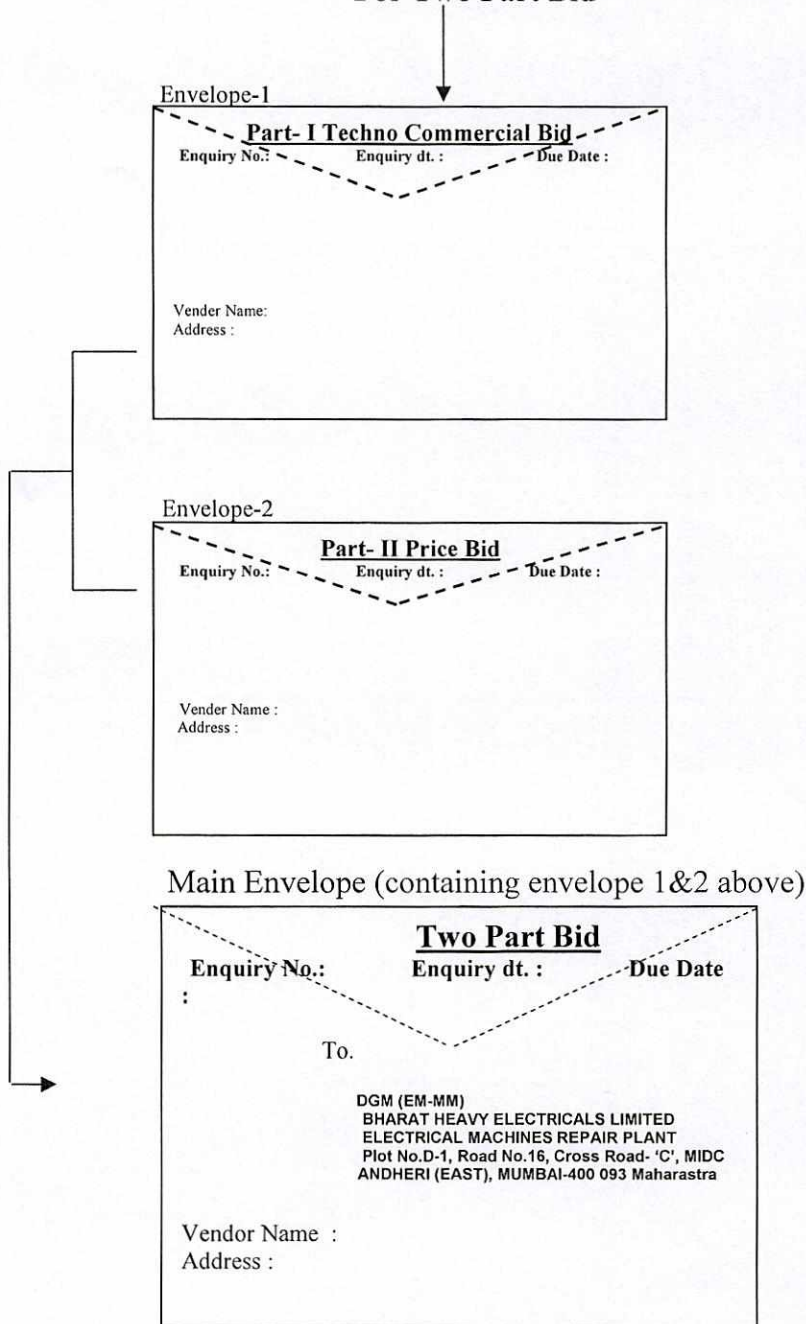 For Two Part Bid
Envelope-1
Part- I Techno Commercial Bid
Enquiry No.: Enquiry dt. : Due Date :
Vender Name:
Address :
Envelope-2
Part- II Price Bid
Enquiry No.: Enquiry dt. : Due Date :
Vender Name :
Address :
Main Envelope (containing envelope 1&2 above)
Two Part Bid
Enquiry No.: Enquiry dt. : Due Date
:
To.
DGM (EM-MM)
BHARAT HEAVY ELECTRICALS LIMITED
ELECTRICAL MACHINES REPAIR PLANT
Plot No.D-1, Road No.16, Cross Road- 'C', MIDC
ANDHERI (EAST), MUMBAI-400 093 Maharastra
Vendor Name :
Address :